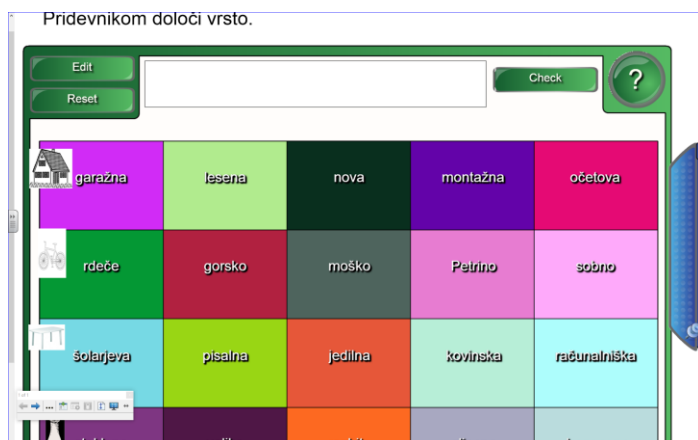 Pridevnikom določi vrsto.
Edit
Check
?
Reset
garažna lesena nova montažna očetova
rdeče gorsko moško Petrino sobno
šolarjeva pisalna jedilna kovinska računalniška